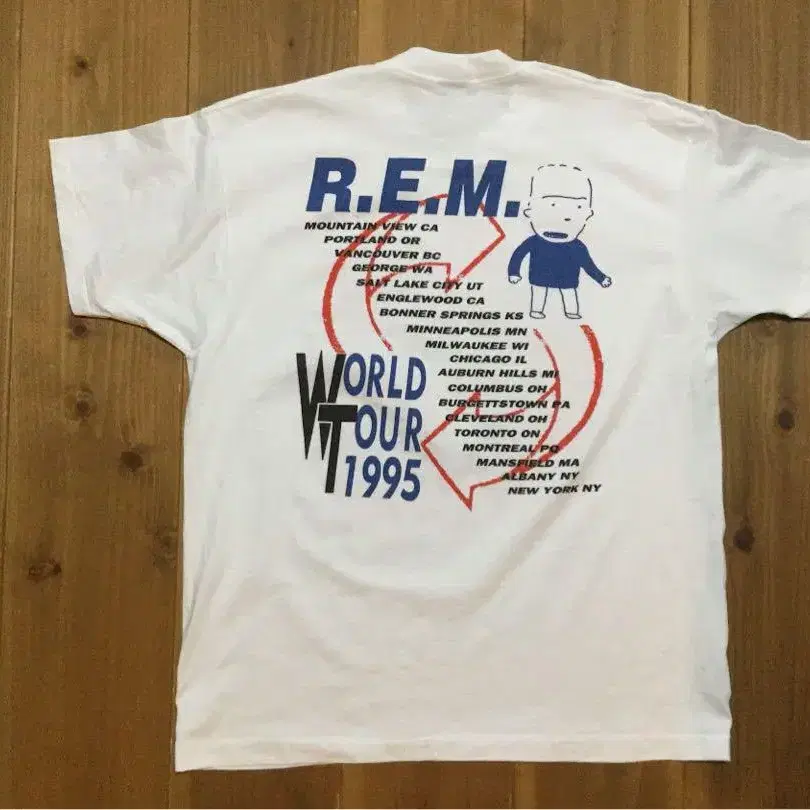 R.E.M.
MOUNTAIN VIEW CA
PORTLAND OR
VANCOUVER BC
GEORGE WA
SALT LAKE CITY UT
ENGLEWOOD CA
BONNER SPRINGS KS
MINNEAPOLIS MN
MILWAUKEE WI
CHICAGO IL
AUBURN HILLS MI
COLUMBUS OH
BURGETTSTOWN PA
CLEVELAND OH
TORONTO ON
MONTREAL PQ
MANSFIELD MA
ALBANY NY
NEW YORK NY
WORLD
TOUR
1995